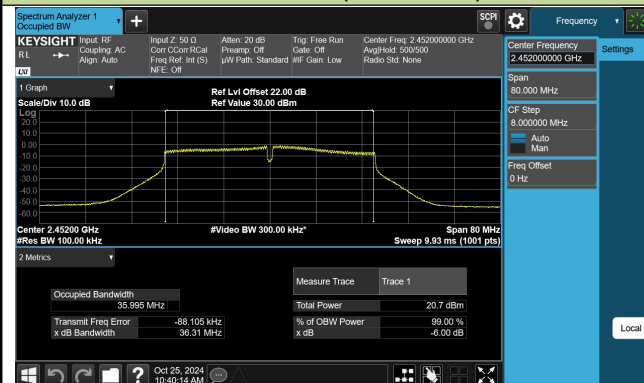 Spectrum Analyzer 1
Occupied BW
SCPI
Frequency
KEYSIGHT
RL
LXI
Input: RF
Coupling: AC
Align: Auto
Input Z: 50 Ω
Corr CCorr RCal
Freq Ref: Int (S)
NFE: Off
Atten: 20 dB
Preamp: Off
µW Path: Standard
Trig: Free Run
Gate: Off
#IF Gain: Low
Center Freq: 2.452000000 GHz
Avg|Hold: 500/500
Radio Std: None
Center Frequency
2.452000000 GHz
Settings
Span
80.000 MHz
CF Step
8.000000 MHz
Auto
Man
Freq Offset
0 Hz
1 Graph
Scale/Div 10.0 dB
Ref Lvl Offset 22.00 dB
Ref Value 30.00 dBm
Log
20.0
10.0
0.00
-10.0
-20.0
-30.0
-40.0
-50.0
-60.0
Center 2.45200 GHz
#Video BW 300.00 kHz*
Span 80 MHz
#Res BW 100.00 kHz
Sweep 9.93 ms (1001 pts)
2 Metrics
Measure Trace
Trace 1
Occupied Bandwidth
35.995 MHz
Total Power
20.7 dBm
Transmit Freq Error
-88.105 kHz
% of OBW Power
99.00 %
x dB Bandwidth
36.31 MHz
x dB
-6.00 dB
Local
?
Oct 25, 2024
10:40:14 AM